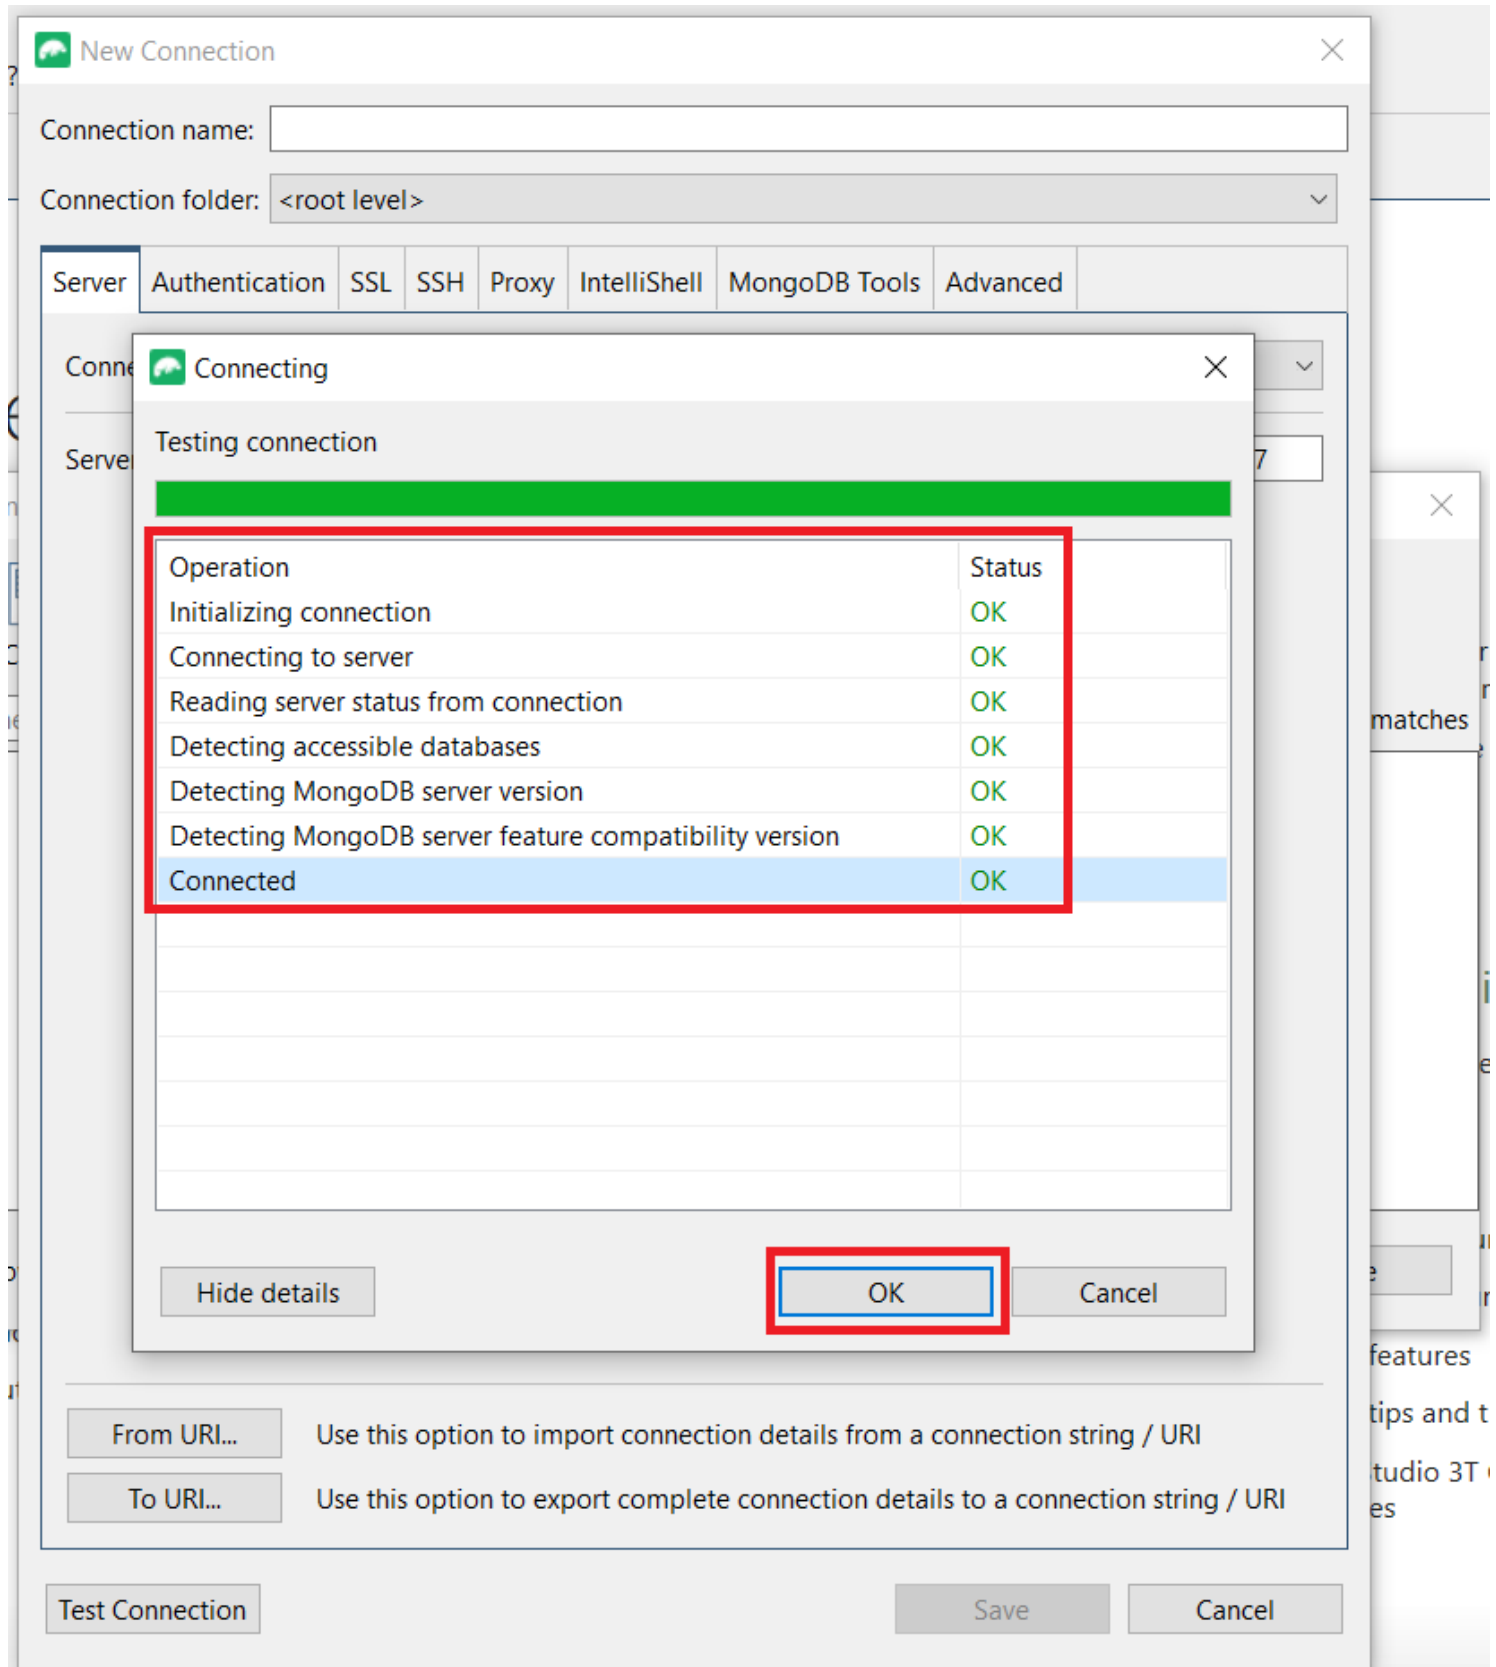 New Connection
?
Connection name:
Connection folder: <root level>
Server Authentication SSL SSH Proxy IntelliShell MongoDB Tools Advanced
Connecting
Testing connection
7
Operation Status
Initializing connection OK
Connecting to server OK
Reading server status from connection OK
Detecting accessible databases OK
matches
Detecting MongoDB server version OK
Detecting MongoDB server feature compatibility version OK
Connected OK
Hide details OK Cancel
features
tips and t
From URI... Use this option to import connection details from a connection string / URI
tudio 3T
To URI... Use this option to export complete connection details to a connection string / URI
es
Test Connection Save Cancel